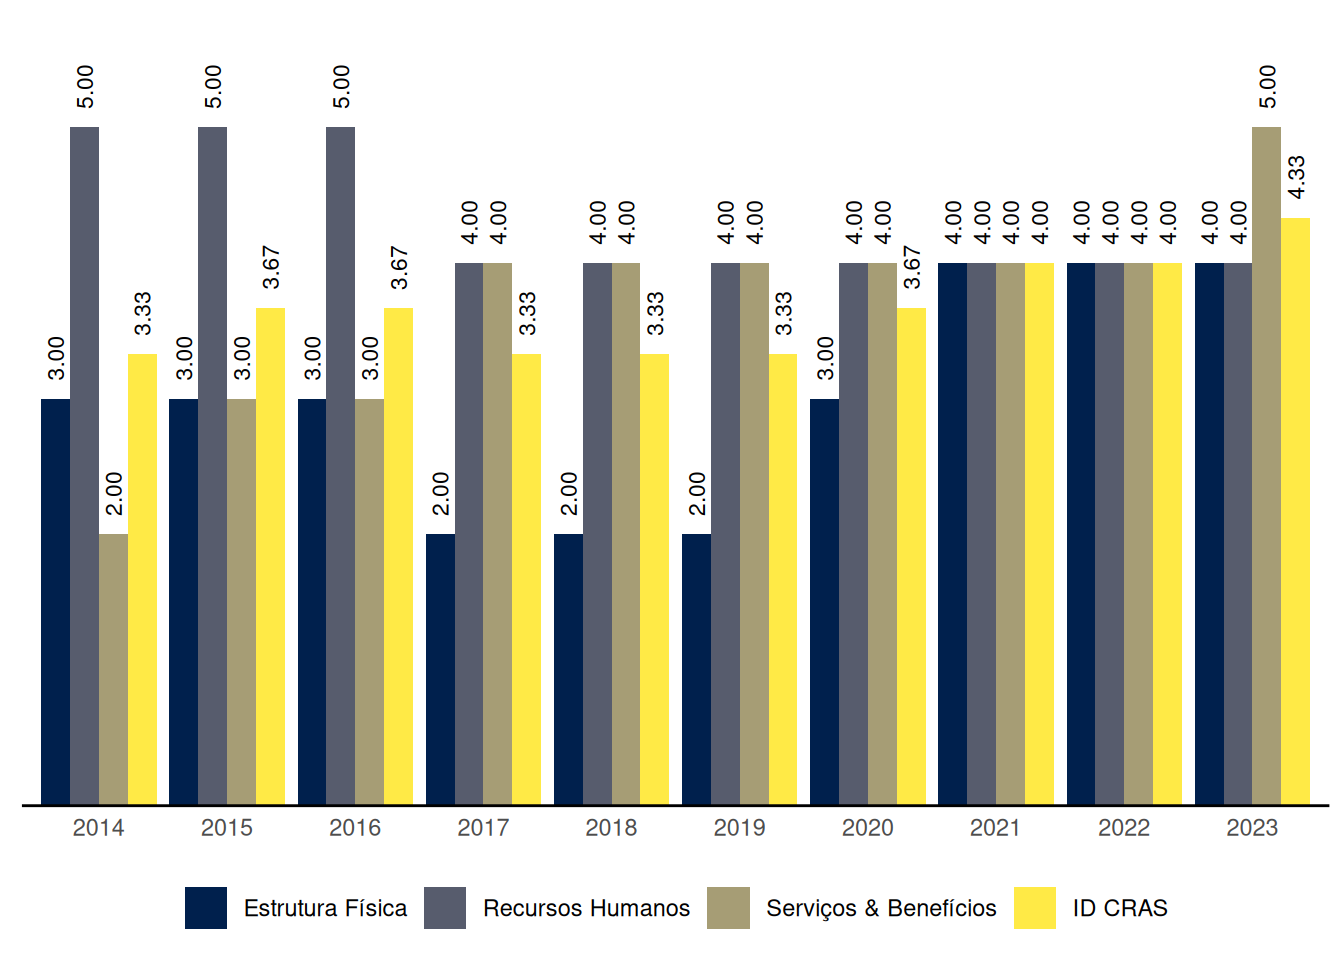 5.00 5.00 5.00 5.00
4.33
4.00 4.00 4.00 4.00 4.00 4.00 4.00 4.00 4.00 4.00 4.00 4.00 4.00 4.00 4.00 4.00 4.00 4.00
3.67 3.67 3.67
3.33 3.33 3.33 3.33
3.00 3.00 3.00 3.00 3.00 3.00
2.00 2.00 2.00 2.00
2014 2015 2016 2017 2018 2019 2020 2021 2022 2023
Estrutura Física Recursos Humanos Serviços & Benefícios ID CRAS